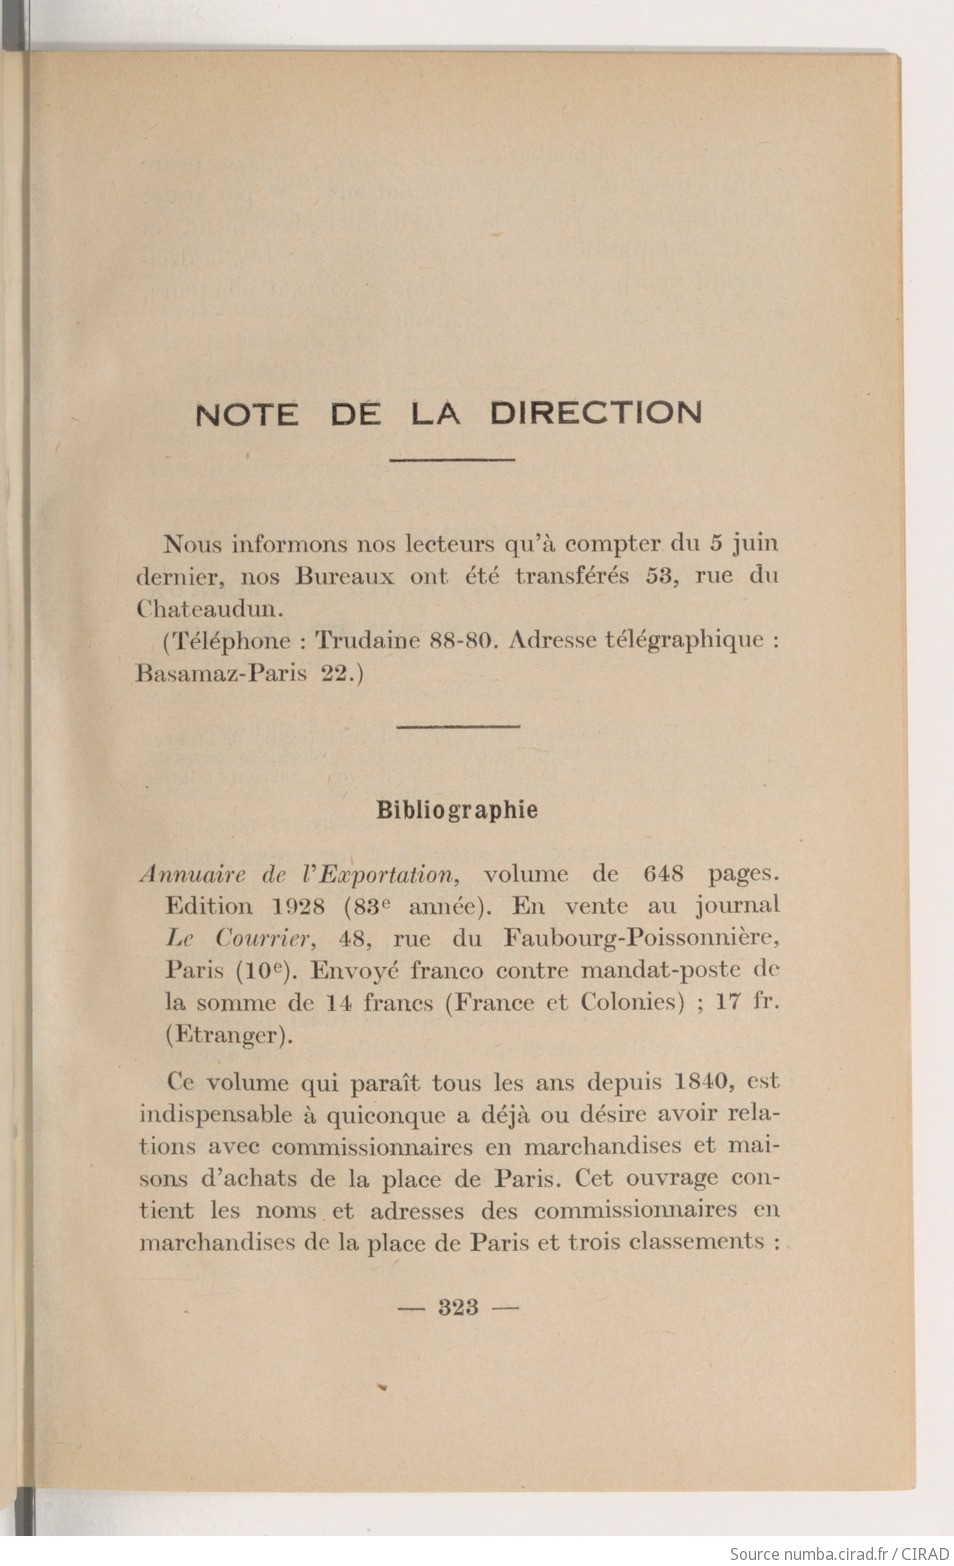 NOTE DE LA DIRECTION
Nous informons nos lecteurs qu'à compter du 5 juin
dernier, nos Bureaux ont été transférés 53, rue du
Chateaudun.
(Téléphone : Trudaine 88-80. Adresse télégraphique :
Basamaz-Paris 22.)
Bibliographie
Annuaire de l'Exportation, volume de 648 pages.
Edition 1928 (83e année). En vente au journal
Le Courrier, 48, rue du Faubourg-Poissonnière,
Paris (10e). Envoyé franco contre mandat-poste de
la somme de 14 francs (France et Colonies) ; 17 fr.
(Etranger).
Ce volume qui paraît tous les ans depuis 1840, est
indispensable à quiconque a déjà ou désire avoir rela-
tions avec commissionnaires en marchandises et mai-
sons d'achats de la place de Paris. Cet ouvrage con-
tient les noms et adresses des commissionnaires en
marchandises de la place de Paris et trois classements :
— 323 —
Source numba.cirad.fr / CIRAD